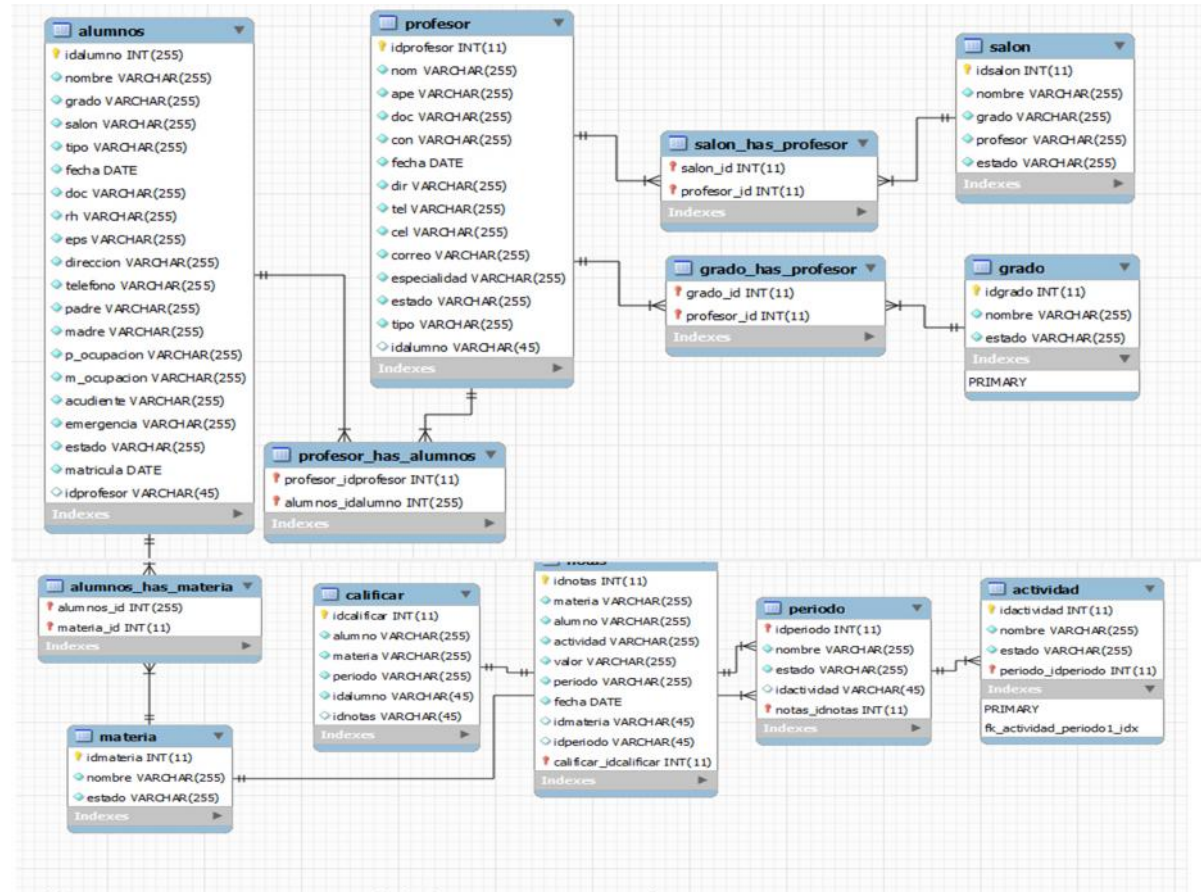 alumnos
idalumno INT(255)
nombre VARCHAR(255)
grado VARCHAR(255)
salon VARCHAR(255)
tipo VARCHAR(255)
fecha DATE
doc VARCHAR(255)
rh VARCHAR(255)
eps VARCHAR(255)
direccion VARCHAR(255)
telefono VARCHAR(255)
padre VARCHAR(255)
madre VARCHAR(255)
p_ocupacion VARCHAR(255)
m_ocupacion VARCHAR(255)
acudiente VARCHAR(255)
emergencia VARCHAR(255)
estado VARCHAR(255)
matricula DATE
idprofesor VARCHAR(45)
Indexes
profesor
idprofesor INT(11)
nom VARCHAR(255)
ape VARCHAR(255)
doc VARCHAR(255)
con VARCHAR(255)
fecha DATE
dir VARCHAR(255)
tel VARCHAR(255)
cel VARCHAR(255)
correo VARCHAR(255)
especialidad VARCHAR(255)
estado VARCHAR(255)
tipo VARCHAR(255)
idalumno VARCHAR(45)
Indexes
salon_has_profesor
salon_id INT(11)
profesor_id INT(11)
Indexes
salon
idsalon INT(11)
nombre VARCHAR(255)
grado VARCHAR(255)
profesor VARCHAR(255)
estado VARCHAR(255)
Indexes
grado_has_profesor
grado_id INT(11)
profesor_id INT(11)
Indexes
grado
idgrado INT(11)
nombre VARCHAR(255)
estado VARCHAR(255)
Indexes
PRIMARY
profesor_has_alumnos
profesor_idprofesor INT(11)
alumnos_idalumno INT(255)
Indexes
alumnos_has_materia
alumnos_id INT(255)
materia_id INT(11)
Indexes
calificar
idcalificar INT(11)
alumno VARCHAR(255)
materia VARCHAR(255)
periodo VARCHAR(255)
idalumno VARCHAR(45)
idnotas VARCHAR(45)
Indexes
notas
idnotas INT(11)
materia VARCHAR(255)
alumno VARCHAR(255)
actividad VARCHAR(255)
valor VARCHAR(255)
periodo VARCHAR(255)
fecha DATE
idmateria VARCHAR(45)
idperiodo VARCHAR(45)
calificar_idcalificar INT(11)
Indexes
periodo
idperiodo INT(11)
nombre VARCHAR(255)
estado VARCHAR(255)
idactividad VARCHAR(45)
notas_idnotas INT(11)
Indexes
actividad
idactividad INT(11)
nombre VARCHAR(255)
estado VARCHAR(255)
periodo_idperiodo INT(11)
Indexes
PRIMARY
fk_actividad_periodo1_idx
materia
idmateria INT(11)
nombre VARCHAR(255)
estado VARCHAR(255)
Indexes